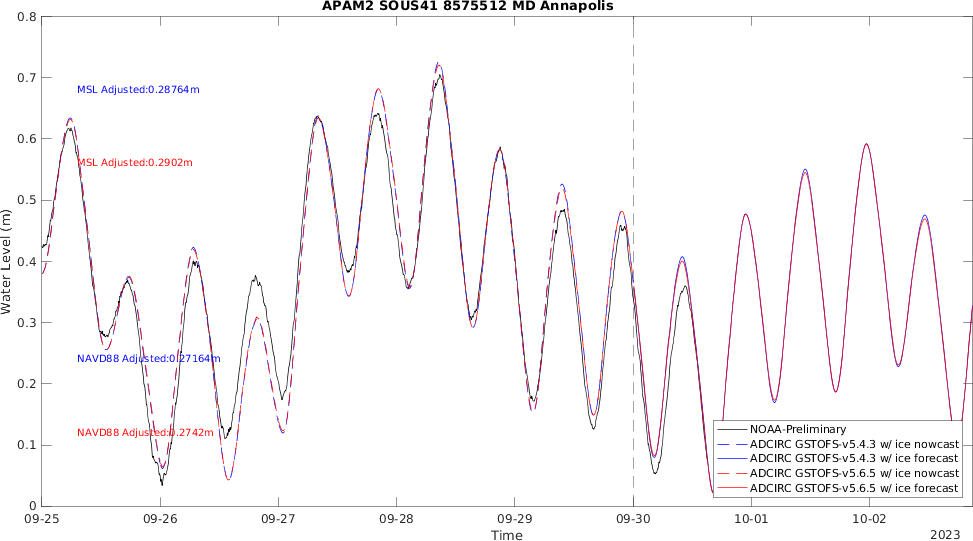 APAM2 SOUS41 8575512 MD Annapolis
0.8
0.7
0.6
0.5
0.4
0.3
0.2
0.1
0
Water Level (m)
MSL Adjusted:0.28764m
MSL Adjusted:0.2902m
NAVD88 Adjusted:0.27164m
NAVD88 Adjusted:0.2742m
NOAA-Preliminary
ADCIRC GSTOFS-v5.4.3 w/ ice nowcast
ADCIRC GSTOFS-v5.4.3 w/ ice forecast
ADCIRC GSTOFS-v5.6.5 w/ ice nowcast
ADCIRC GSTOFS-v5.6.5 w/ ice forecast
09-25 09-26 09-27 09-28 09-29 09-30 10-01 10-02
Time
2023